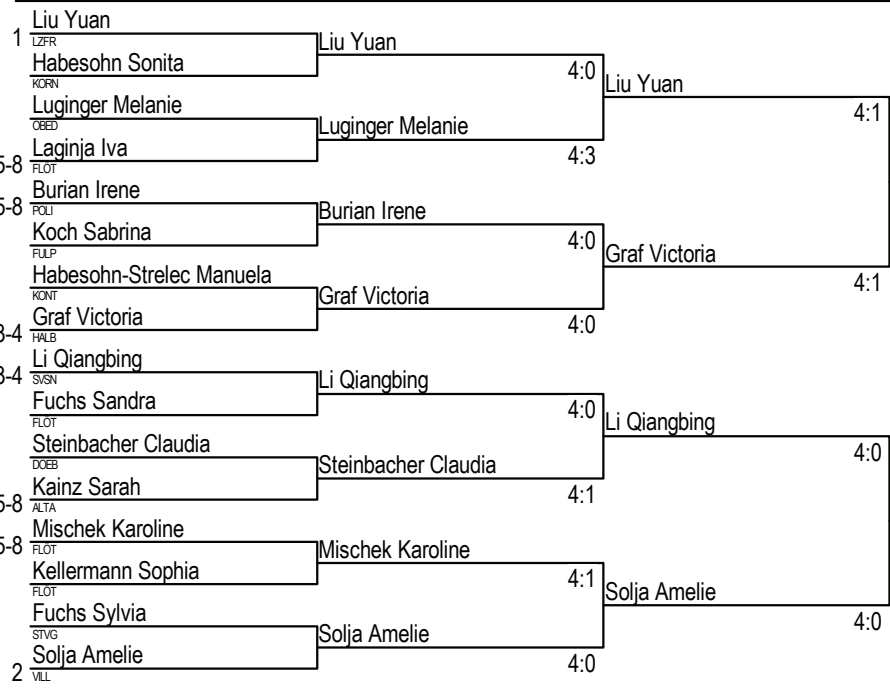 Liu Yuan
1
LZFR
Liu Yuan
Habesohn Sonita
4:0
KORN
Liu Yuan
Luginger Melanie
4:1
OBED
Luginger Melanie
Laginja Iva
4:3
5-8
FLÖT
Burian Irene
5-8
POLI
Burian Irene
Koch Sabrina
4:0
FULP
Graf Victoria
Habesohn-Strelec Manuela
4:1
KONT
Graf Victoria
Graf Victoria
4:0
3-4
HALB
Li Qiangbing
3-4
SVSN
Li Qiangbing
Fuchs Sandra
4:0
FLÖT
Li Qiangbing
Steinbacher Claudia
4:0
DOEB
Steinbacher Claudia
Kainz Sarah
4:1
5-8
ALTA
Mischek Karoline
5-8
FLÖT
Mischek Karoline
Kellermann Sophia
4:1
FLÖT
Solja Amelie
Fuchs Sylvia
4:0
STVG
Solja Amelie
Solja Amelie
4:0
2
VILL